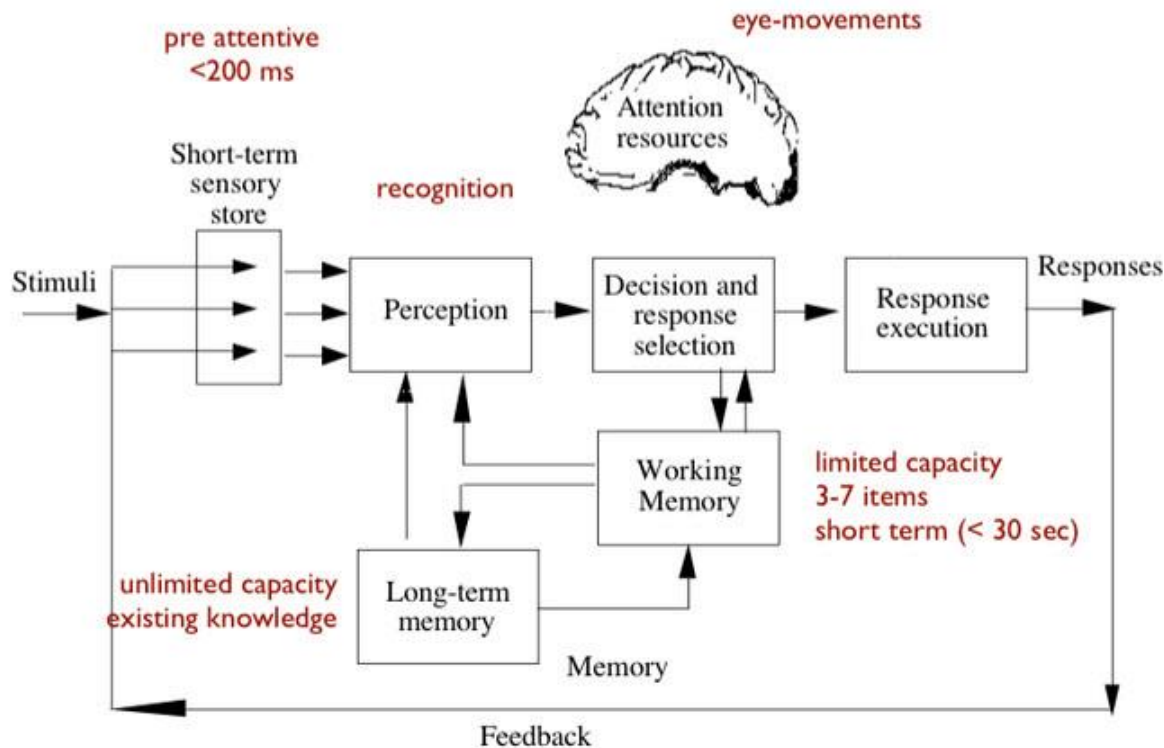 eye-movements
pre attentive
<200 ms
Attention
resources
Short-term
sensory
store
recognition
Stimuli
Perception
Decision and
response
selection
Response
execution
Responses
Working
Memory
limited capacity
3-7 items
short term (< 30 sec)
unlimited capacity
existing knowledge
Long-term
memory
Memory
Feedback